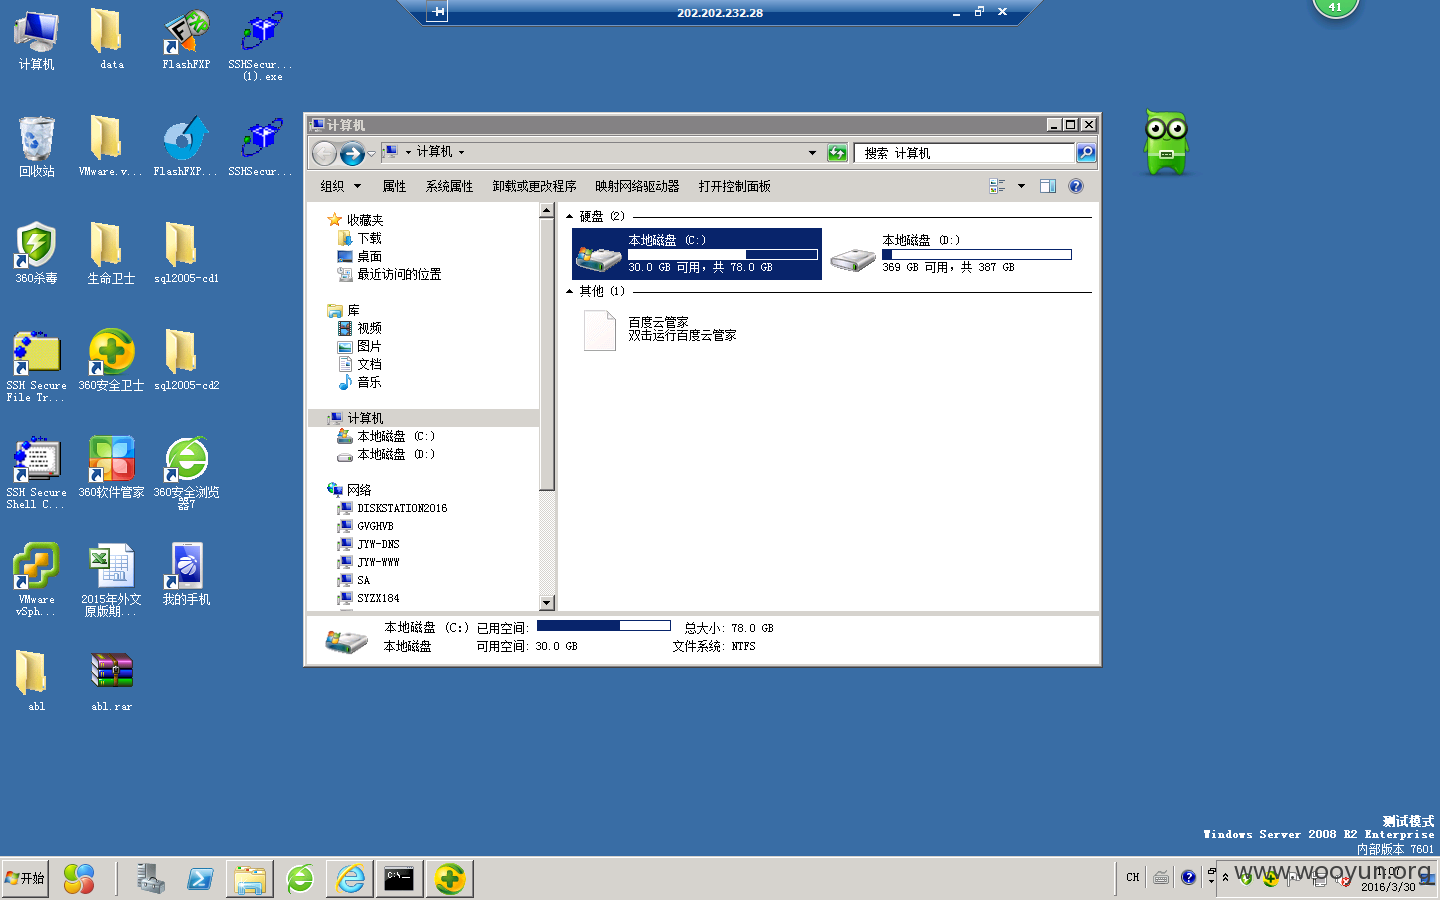 202.202.232.28
41
计算机
data
FlashFXP
SSHSecur...
(1).exe
回收站
VMware.v...
FlashFXP...
SSHSecur...
360杀毒
生命卫士
sql2005-cd1
SSH Secure
File Tr...
360安全卫士
sql2005-cd2
SSH Secure
Shell C...
360软件管家
360安全浏览
器7
VMware
vSph...
2015年外文
原版期...
我的手机
abl
abl.rar
计算机
计算机
搜索 计算机
组织 属性 系统属性 卸载或更改程序 映射网络驱动器 打开控制面板
收藏夹
下载
桌面
最近访问的位置
库
视频
图片
文档
音乐
计算机
本地磁盘 (C:)
本地磁盘 (D:)
网络
DISKSTATION2016
GVGHVB
JYW-DNS
JYW-WWW
SA
SYZX184
硬盘 (2)
本地磁盘 (C:)
30.0 GB 可用，共 78.0 GB
本地磁盘 (D:)
369 GB 可用，共 387 GB
其他 (1)
百度云管家
双击运行百度云管家
本地磁盘 (C:) 已用空间: 总大小: 78.0 GB
本地磁盘 可用空间: 30.0 GB 文件系统: NTFS
测试模式
Windows Server 2008 R2 Enterprise
内部版本 7601
开始
C:\
CH
1:07
2016/3/30
www.wooyun.org